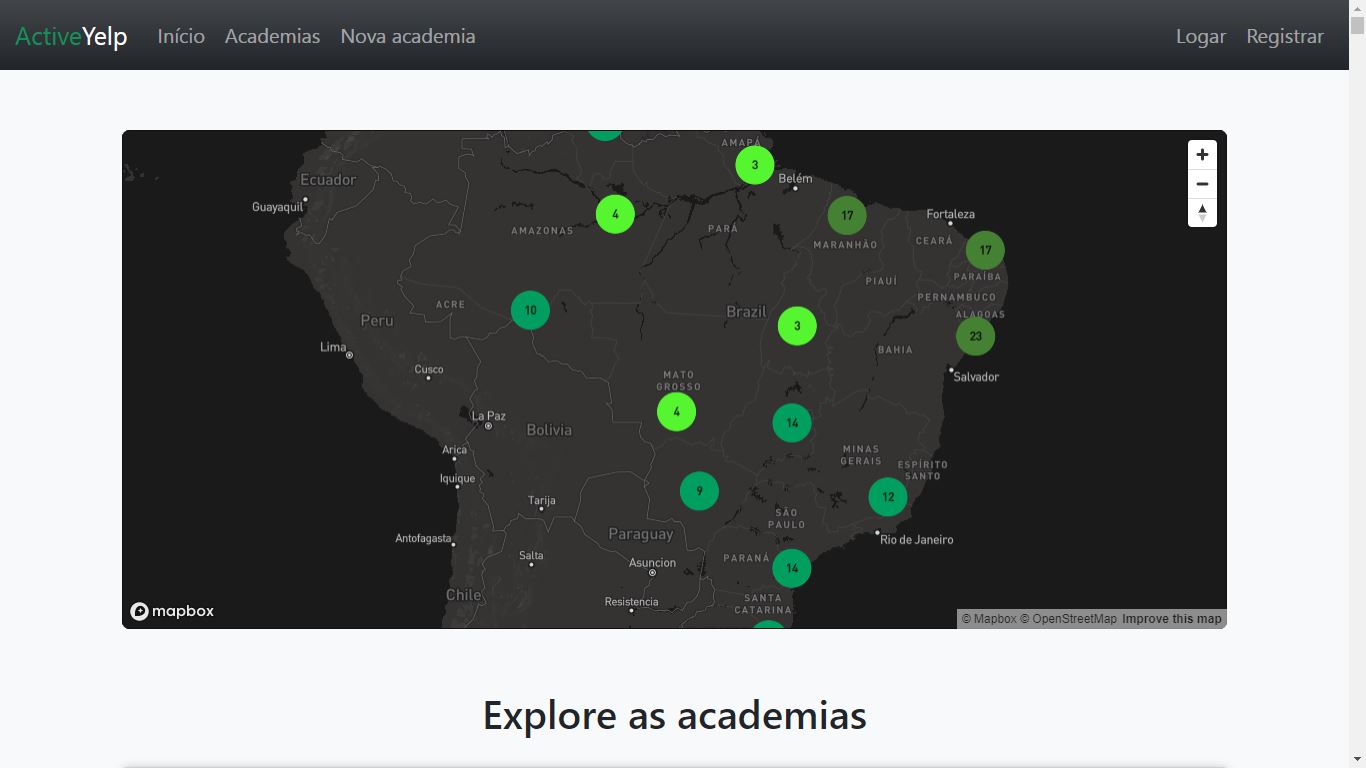 ActiveYelp Início Academias Nova academia Logar Registrar
AMAPÁ
3
Belém
Ecuador
Guayaquil
4
17
Fortaleza
AMAZONAS
PARÁ
MARANHÃO
CEARÁ
17
PARAÍBA
PIAUÍ
PERNAMBUCO
ACRE
10
Brazil
ALAGOAS
Peru
3
23
Lima
BAHIA
Cusco
MATO
GROSSO
Salvador
La Paz
4
14
Bolivia
Arica
MINAS
GERAIS
ESPÍRITO
SANTO
Iquique
9
12
Tarija
SÃO
PAULO
Antofagasta
Paraguay
Rio de Janeiro
Salta
Asuncion
PARANÁ
14
Chile
Resistencia
SANTA
CATARINA
mapbox
© Mapbox © OpenStreetMap Improve this map
Explore as academias